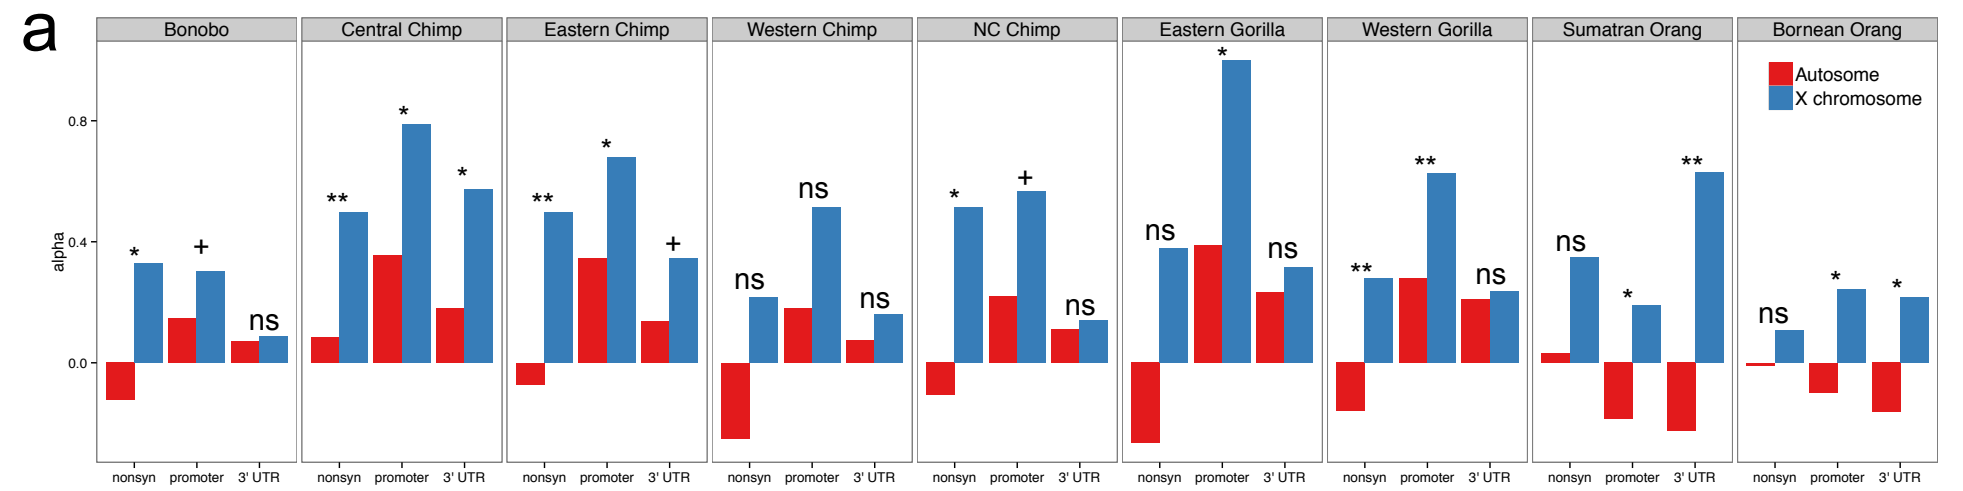 a
Bonobo Central Chimp Eastern Chimp Western Chimp NC Chimp Eastern Gorilla Western Gorilla Sumatran Orang Bornean Orang
Autosome
X chromosome
alpha
0.8
0.4
0.0
* + ns
** * *
** * +
ns ns ns
* + ns
ns * ns
** ** ns
ns * **
ns * *
nonsyn promoter 3' UTR nonsyn promoter 3' UTR nonsyn promoter 3' UTR nonsyn promoter 3' UTR nonsyn promoter 3' UTR nonsyn promoter 3' UTR nonsyn promoter 3' UTR nonsyn promoter 3' UTR nonsyn promoter 3' UTR